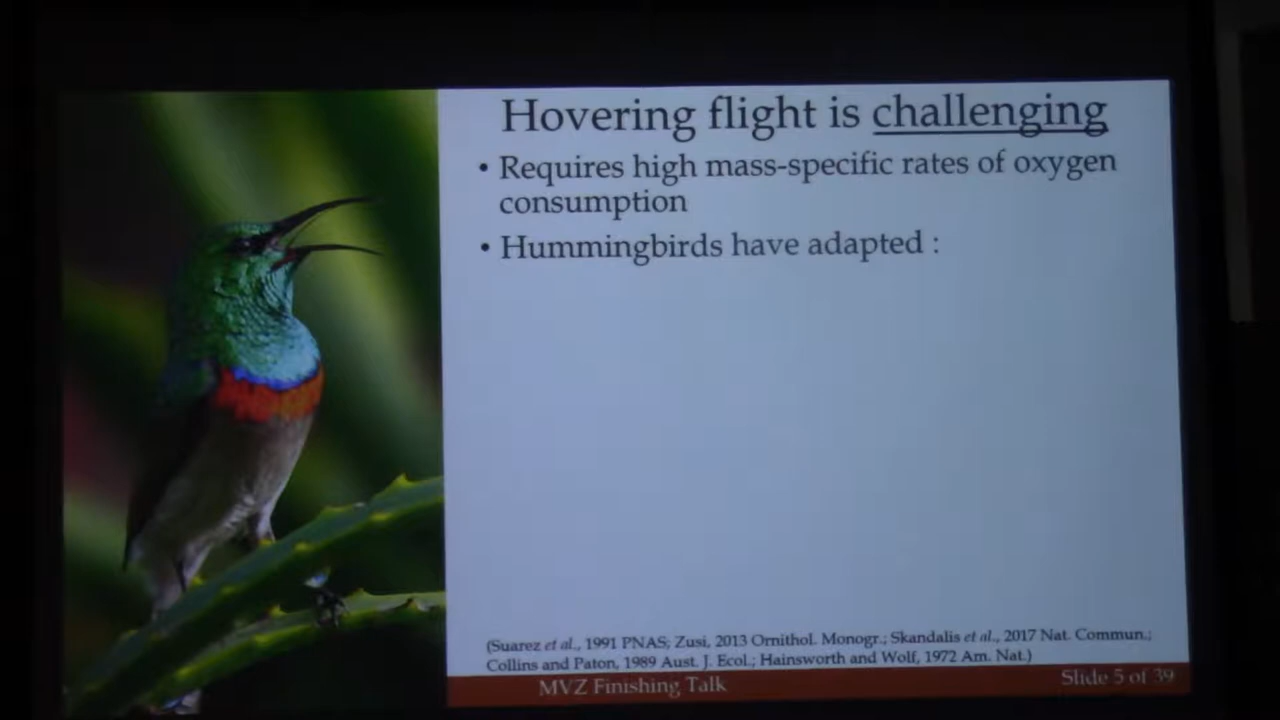 Hovering flight is challenging
• Requires high mass-specific rates of oxygen
consumption
• Hummingbirds have adapted :
(Suarez et al., 1991 PNAS; Zusi, 2013 Ornithol. Monogr.; Skandalis et al., 2017 Nat. Commun.;
Collins and Paton, 1989 Aust. J. Ecol.; Hainsworth and Wolf, 1972 Am. Nat.)
MVZ Finishing Talk
Slide 5 of 39